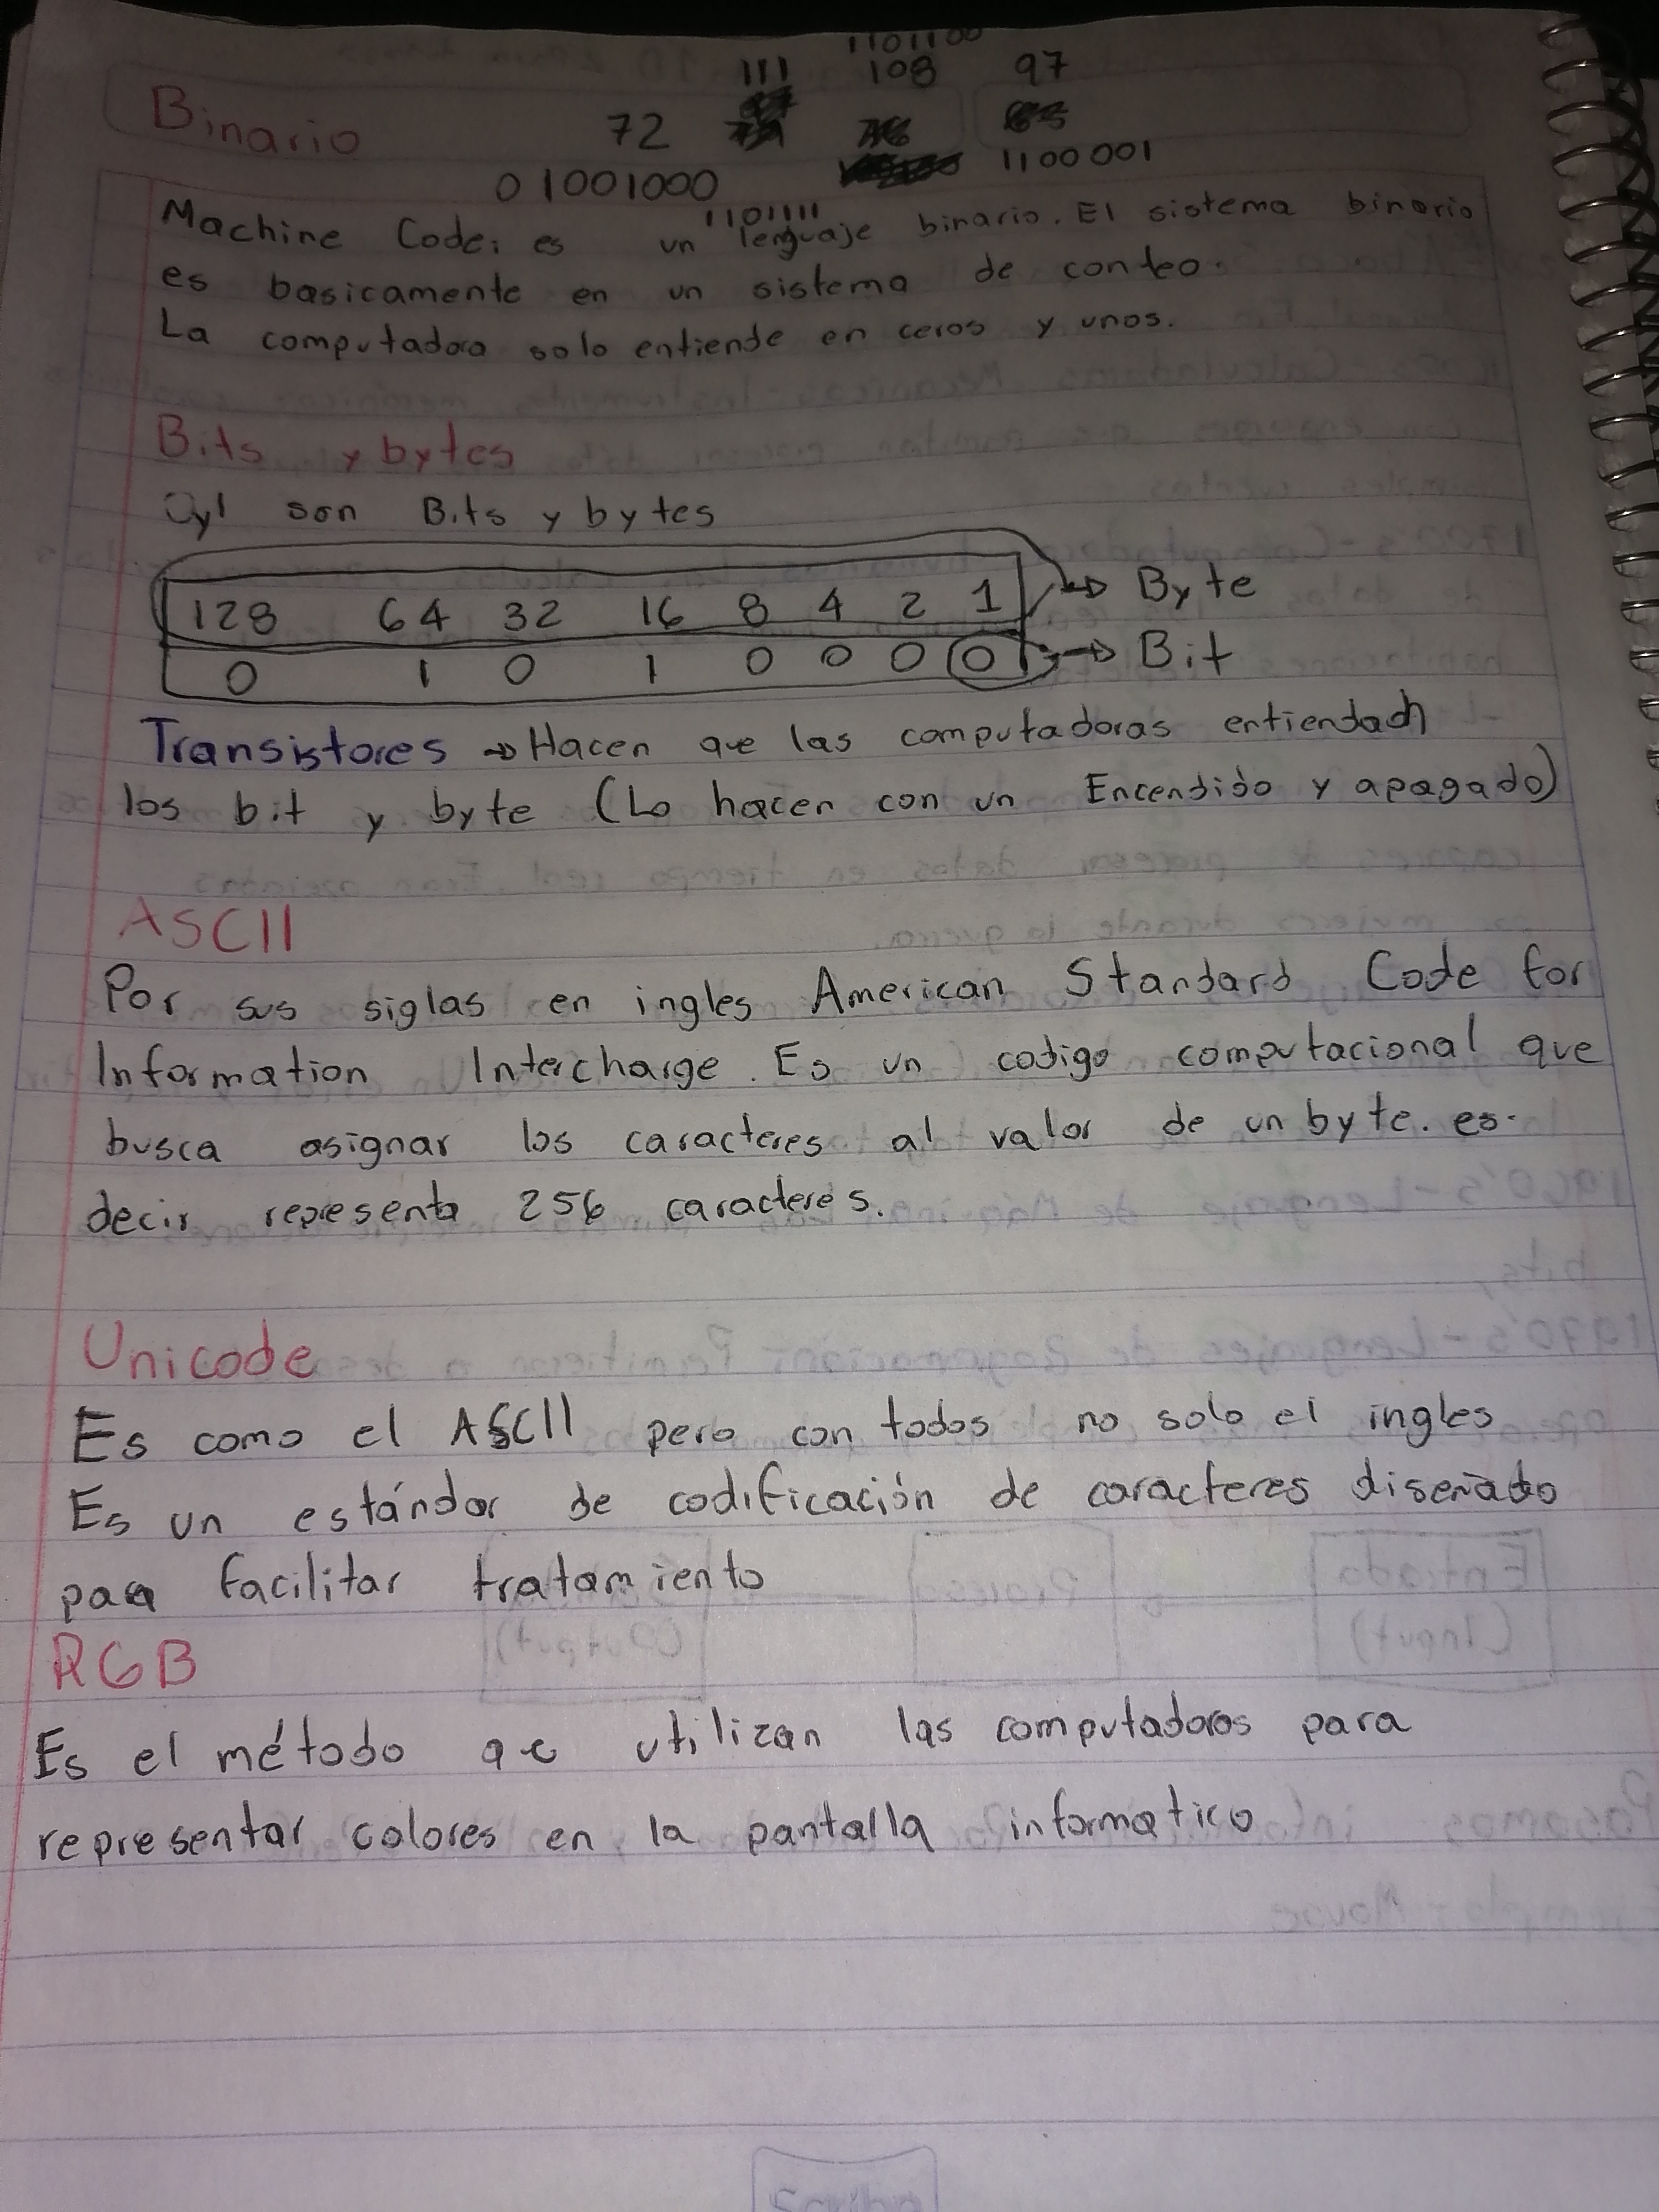 1101100
111 108 97
Binario 72
1100001
01001000
1101111
Machine Code: es un lenguaje binario. El sistema binario
es basicamente en un sistema de conteo.
La computadora solo entiende en ceros y unos.
Bits y bytes
0 y 1 son Bits y bytes
128 64 32 16 8 4 2 1 → Byte
0 1 0 1 0 0 0 0 → Bit
Transistores → Hacen que las computadoras entiendan
los bit y byte (Lo hacen con un Encendido y apagado)
ASCII
Por sus siglas en ingles American Standard Code for
Information Intercharge. Es un codigo computacional que
busca asignar los caracteres al valor de un byte. es.
decir representa 256 caracteres.
Unicode
Es como el ASCII pero con todos no solo el ingles
Es un estándar de codificación de caracteres diseñado
para facilitar tratamiento
RGB
Es el método que utilizan las computadoras para
representar colores en la pantalla informatico
Scribe